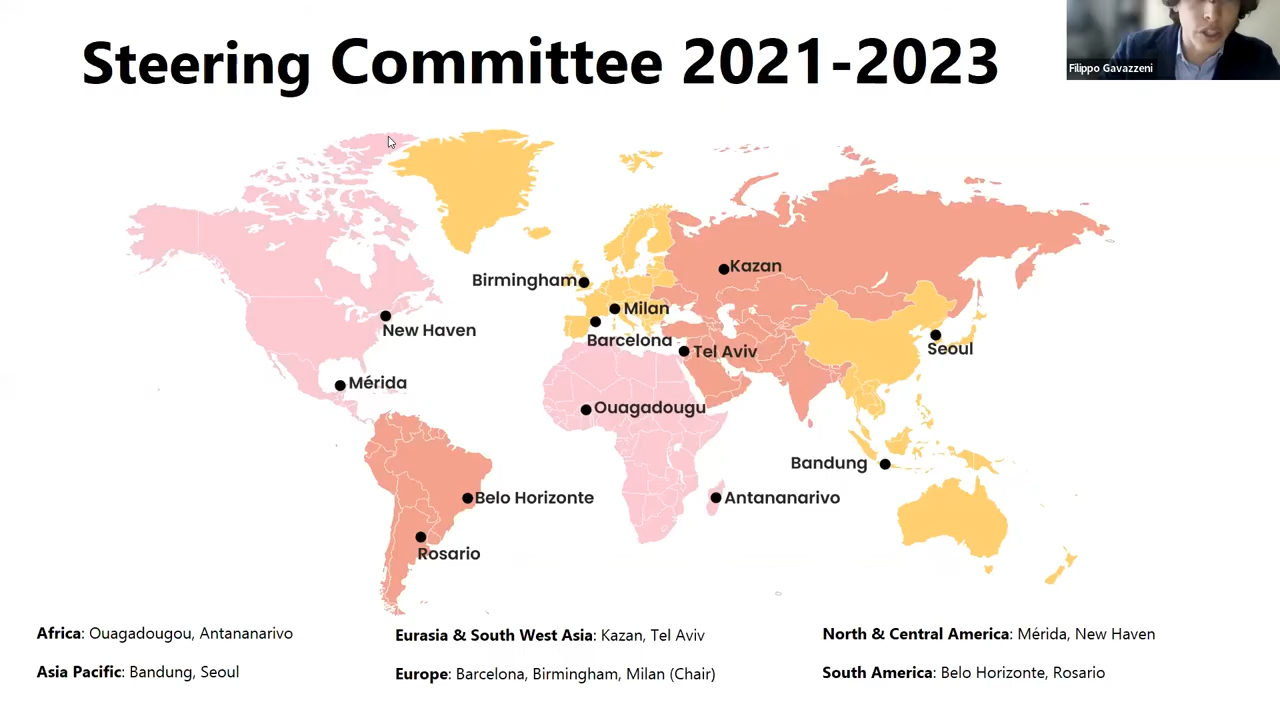 Steering Committee 2021-2023
Filippo Gavazzeni
Kazan
Birmingham
Milan
New Haven
Barcelona
Tel Aviv
Seoul
Mérida
Ouagadougu
Bandung
Belo Horizonte
Antananarivo
Rosario
Africa: Ouagadougou, Antananarivo
Eurasia & South West Asia: Kazan, Tel Aviv
North & Central America: Mérida, New Haven
Asia Pacific: Bandung, Seoul
Europe: Barcelona, Birmingham, Milan (Chair)
South America: Belo Horizonte, Rosario